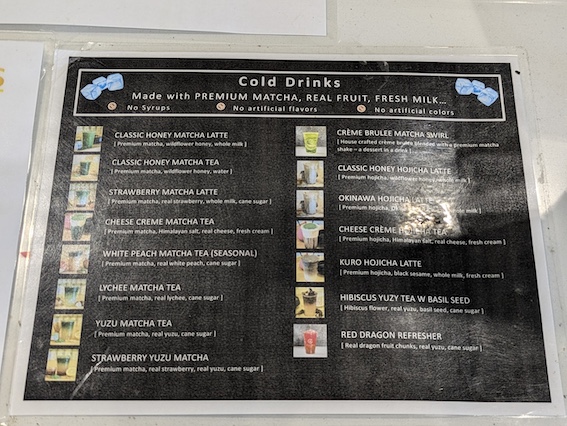 Cold Drinks
Made with PREMIUM MATCHA, REAL FRUIT, FRESH MILK...
No Syrups No artificial flavors No artificial colors
CLASSIC HONEY MATCHA LATTE
[ Premium matcha, wildflower honey, whole milk ]
CLASSIC HONEY MATCHA TEA
[ Premium matcha, wildflower honey, water ]
STRAWBERRY MATCHA LATTE
[ Premium matcha, real strawberry, whole milk, cane sugar ]
CHEESE CREME MATCHA TEA
[ Premium matcha, Himalayan salt, real cheese, fresh cream ]
WHITE PEACH MATCHA TEA (SEASONAL)
[ Premium matcha, real white peach, cane sugar ]
LYCHEE MATCHA TEA
[ Premium matcha, real lychee, cane sugar ]
YUZU MATCHA TEA
[ Premium matcha, real yuzu, cane sugar ]
STRAWBERRY YUZU MATCHA
[ Premium matcha, real strawberry, real yuzu, cane sugar ]
CRÈME BRULEE MATCHA SWIRL
[ House crafted crème brulee blended with a premium matcha
shake – a dessert in a drink ]
CLASSIC HONEY HOJICHA LATTE
[ Premium hojicha, wildflower honey, whole milk ]
OKINAWA HOJICHA LATTE
[ Premium hojicha, whole milk ]
CHEESE CRÈME HOJICHA TEA
[ Premium hojicha, Himalayan salt, real cheese, fresh cream ]
KURO HOJICHA LATTE
[ Premium hojicha, black sesame, whole milk, fresh cream ]
HIBISCUS YUZY TEA W BASIL SEED
[ Hibiscus flower, real yuzu, basil seed, cane sugar ]
RED DRAGON REFRESHER
[ Real dragon fruit chunks, real yuzu, cane sugar ]